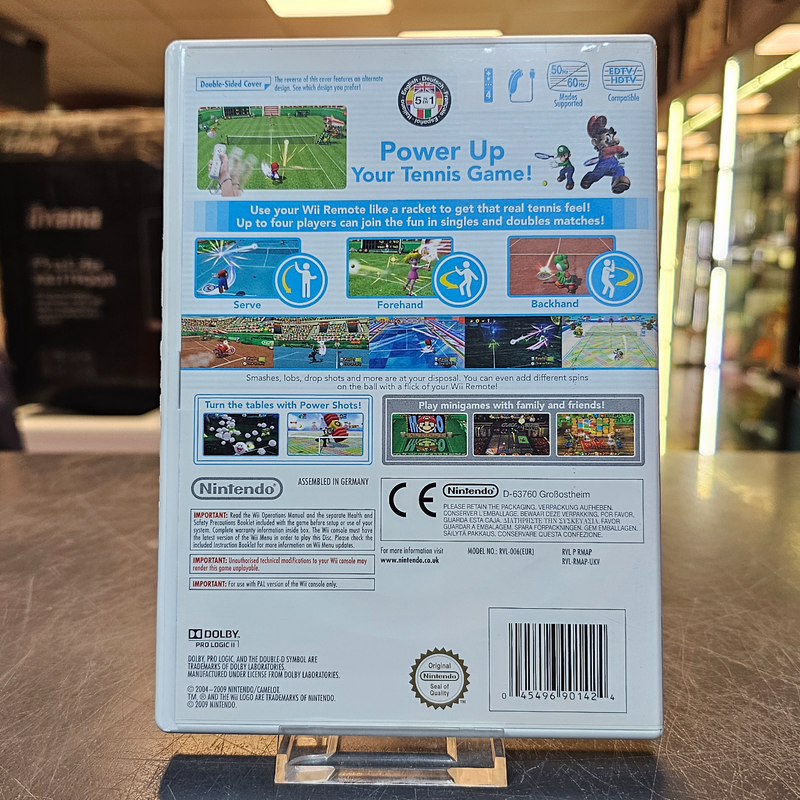 Double-Sided Cover
The reverse of this cover features an alternate
design. See which design you prefer!
English · Deutsch
Español Italiano
5 in 1
4
50Hz
60Hz
Modes
Supported
EDTV/
HDTV
Compatible
Power Up
Your Tennis Game!
Use your Wii Remote like a racket to get that real tennis feel!
Up to four players can join the fun in singles and doubles matches!
Serve
Forehand
Backhand
Smashes, lobs, drop shots and more are at your disposal. You can even add different spins
on the ball with a flick of your Wii Remote!
Turn the tables with Power Shots!
Play minigames with family and friends!
Nintendo®
ASSEMBLED IN GERMANY
IMPORTANT: Read the Wii Operations Manual and the separate Health and
Safety Precautions Booklet included with the game before setup or use of your
system. Complete warranty information inside box. The Wii console must have
the latest version of the Wii Menu in order to play this Disc. Please check the
included Instruction Booklet for more information on Wii Menu updates.
IMPORTANT: Unauthorised technical modifications to your Wii console may
render this game unplayable.
IMPORTANT: For use with PAL version of the Wii console only.
CE
Nintendo®
D-63760 Großostheim
PLEASE RETAIN THE PACKAGING. VERPACKUNG AUFHEBEN.
CONSERVER L'EMBALLAGE. BEWAAR DEZE VERPAKKING. POR FAVOR,
GUARDA ESTA CAJA. ΔΙΑΤΗΡΗΣΤΕ ΤΗΝ ΣΥΣΚΕΥΑΣΙΑ. FAVOR
GUARDAR A EMBALAGEM. SPARA FÖRPACKNINGEN. GEM EMBALLAGEN.
SÄILYTÄ PAKKAUS. CONSERVARE QUESTA CONFEZIONE.
For more information visit
www.nintendo.co.uk
MODEL NO.: RVL-006(EUR)
RVL P RMAP
RVL-RMAP-UKV
DOLBY.
PRO LOGIC II
DOLBY, PRO LOGIC, AND THE DOUBLE-D SYMBOL ARE
TRADEMARKS OF DOLBY LABORATORIES.
MANUFACTURED UNDER LICENSE FROM DOLBY LABORATORIES.
© 2004–2009 NINTENDO/CAMELOT.
TM, ® AND THE Wii LOGO ARE TRADEMARKS OF NINTENDO.
© 2009 NINTENDO.
Original
Nintendo
Seal of
Quality
TM
0 45496 90142 4
iiyama